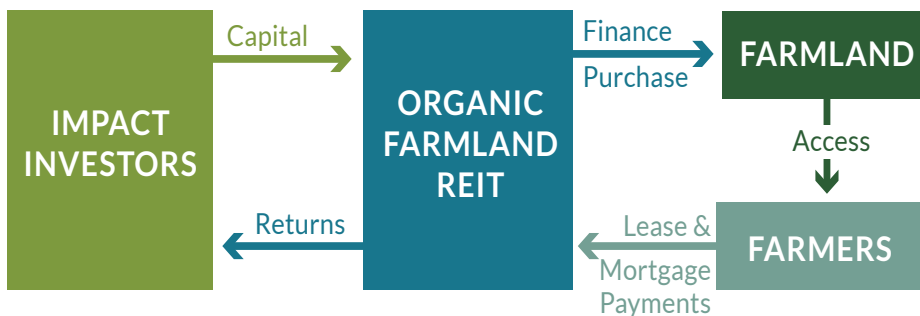 Capital
IMPACT
INVESTORS
Returns
ORGANIC
FARMLAND
REIT
Finance
Purchase
FARMLAND
Access
Lease &
Mortgage
Payments
FARMERS